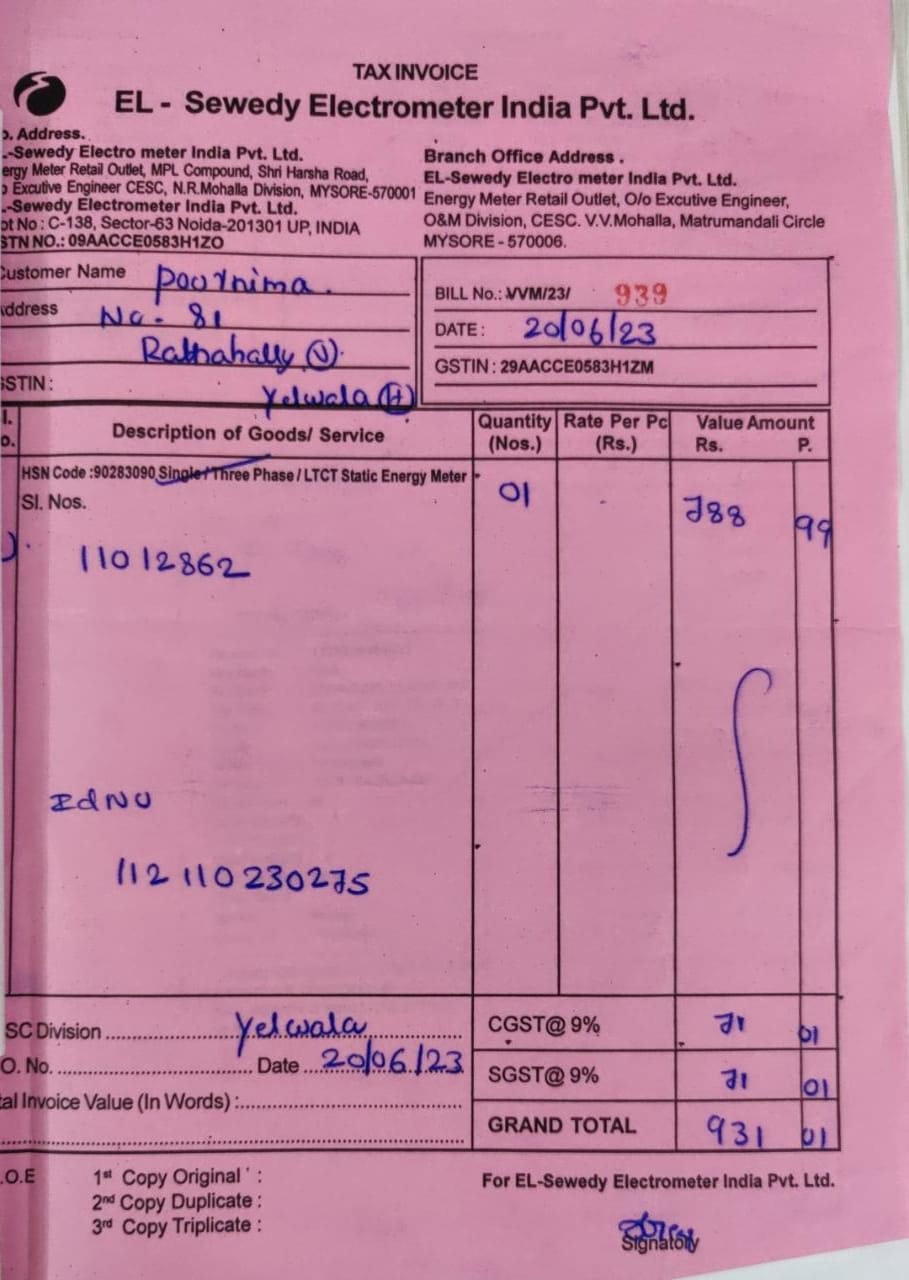 TAX INVOICE
EL - Sewedy Electrometer India Pvt. Ltd.
o. Address.
.-Sewedy Electro meter India Pvt. Ltd.
ergy Meter Retail Outlet, MPL Compound, Shri Harsha Road,
o Excutive Engineer CESC, N.R.Mohalla Division, MYSORE-570001
.-Sewedy Electrometer India Pvt. Ltd.
ot No : C-138, Sector-63 Noida-201301 UP, INDIA
STN NO.: 09AACCE0583H1ZO
Branch Office Address .
EL-Sewedy Electro meter India Pvt. Ltd.
Energy Meter Retail Outlet, O/o Excutive Engineer,
O&M Division, CESC. V.V.Mohalla, Matrumandali Circle
MYSORE - 570006.
Customer Name Poornima.
ddress No - 81
Ratnahally (V).
GSTIN : Yelwala (H)
BILL No.: VVM/23/ 939
DATE : 20/06/23
GSTIN : 29AACCE0583H1ZM
l. o. Description of Goods/ Service Quantity (Nos.) Rate Per Pc (Rs.) Value Amount Rs. P.
HSN Code :90283090 Single / Three Phase / LTCT Static Energy Meter 01 - 788 99
Sl. Nos.
). 11012862
Id NO
112 110230275
SC Division Yelwala CGST@ 9% 71 01
O. No. Date 20/06/23 SGST@ 9% 71 01
al Invoice Value (In Words) :
GRAND TOTAL 931 01
.O.E 1st Copy Original ' :
2nd Copy Duplicate :
3rd Copy Triplicate :
For EL-Sewedy Electrometer India Pvt. Ltd.
Signatory